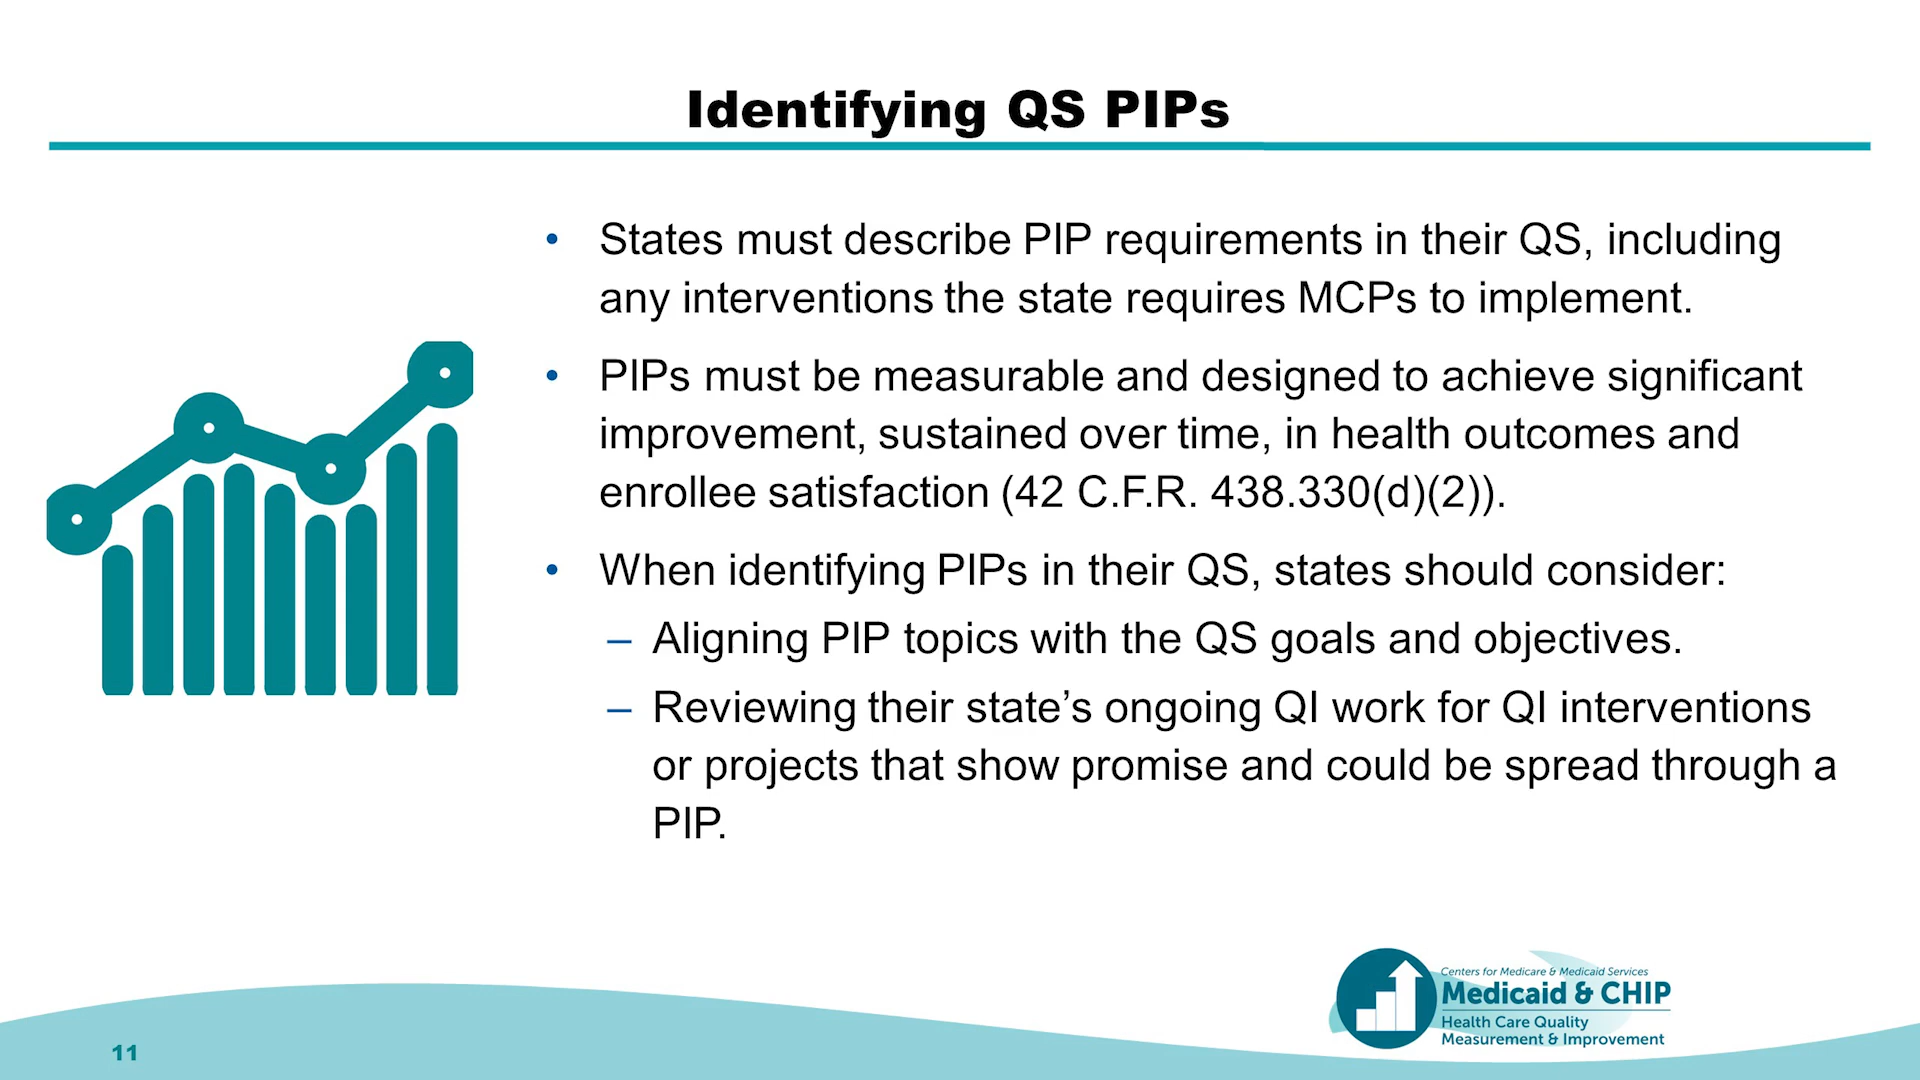 Identifying QS PIPs
• States must describe PIP requirements in their QS, including
any interventions the state requires MCPs to implement.
• PIPs must be measurable and designed to achieve significant
improvement, sustained over time, in health outcomes and
enrollee satisfaction (42 C.F.R. 438.330(d)(2)).
• When identifying PIPs in their QS, states should consider:
– Aligning PIP topics with the QS goals and objectives.
– Reviewing their state’s ongoing QI work for QI interventions
or projects that show promise and could be spread through a
PIP.
Centers for Medicare & Medicaid Services
Medicaid & CHIP
Health Care Quality
Measurement & Improvement
11